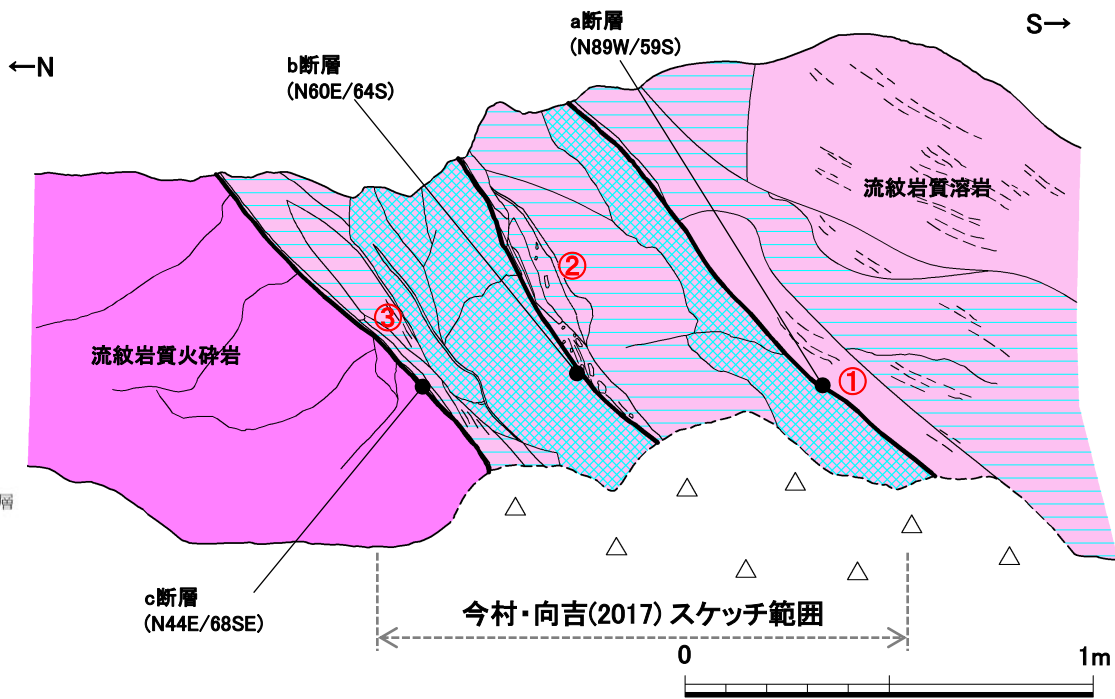 a断層
(N89W/59S)
S→
←N
b断層
(N60E/64S)
流紋岩質溶岩
②
③
流紋岩質火砕岩
①
層
c断層
(N44E/68SE)
今村・向吉(2017) スケッチ範囲
0
1m